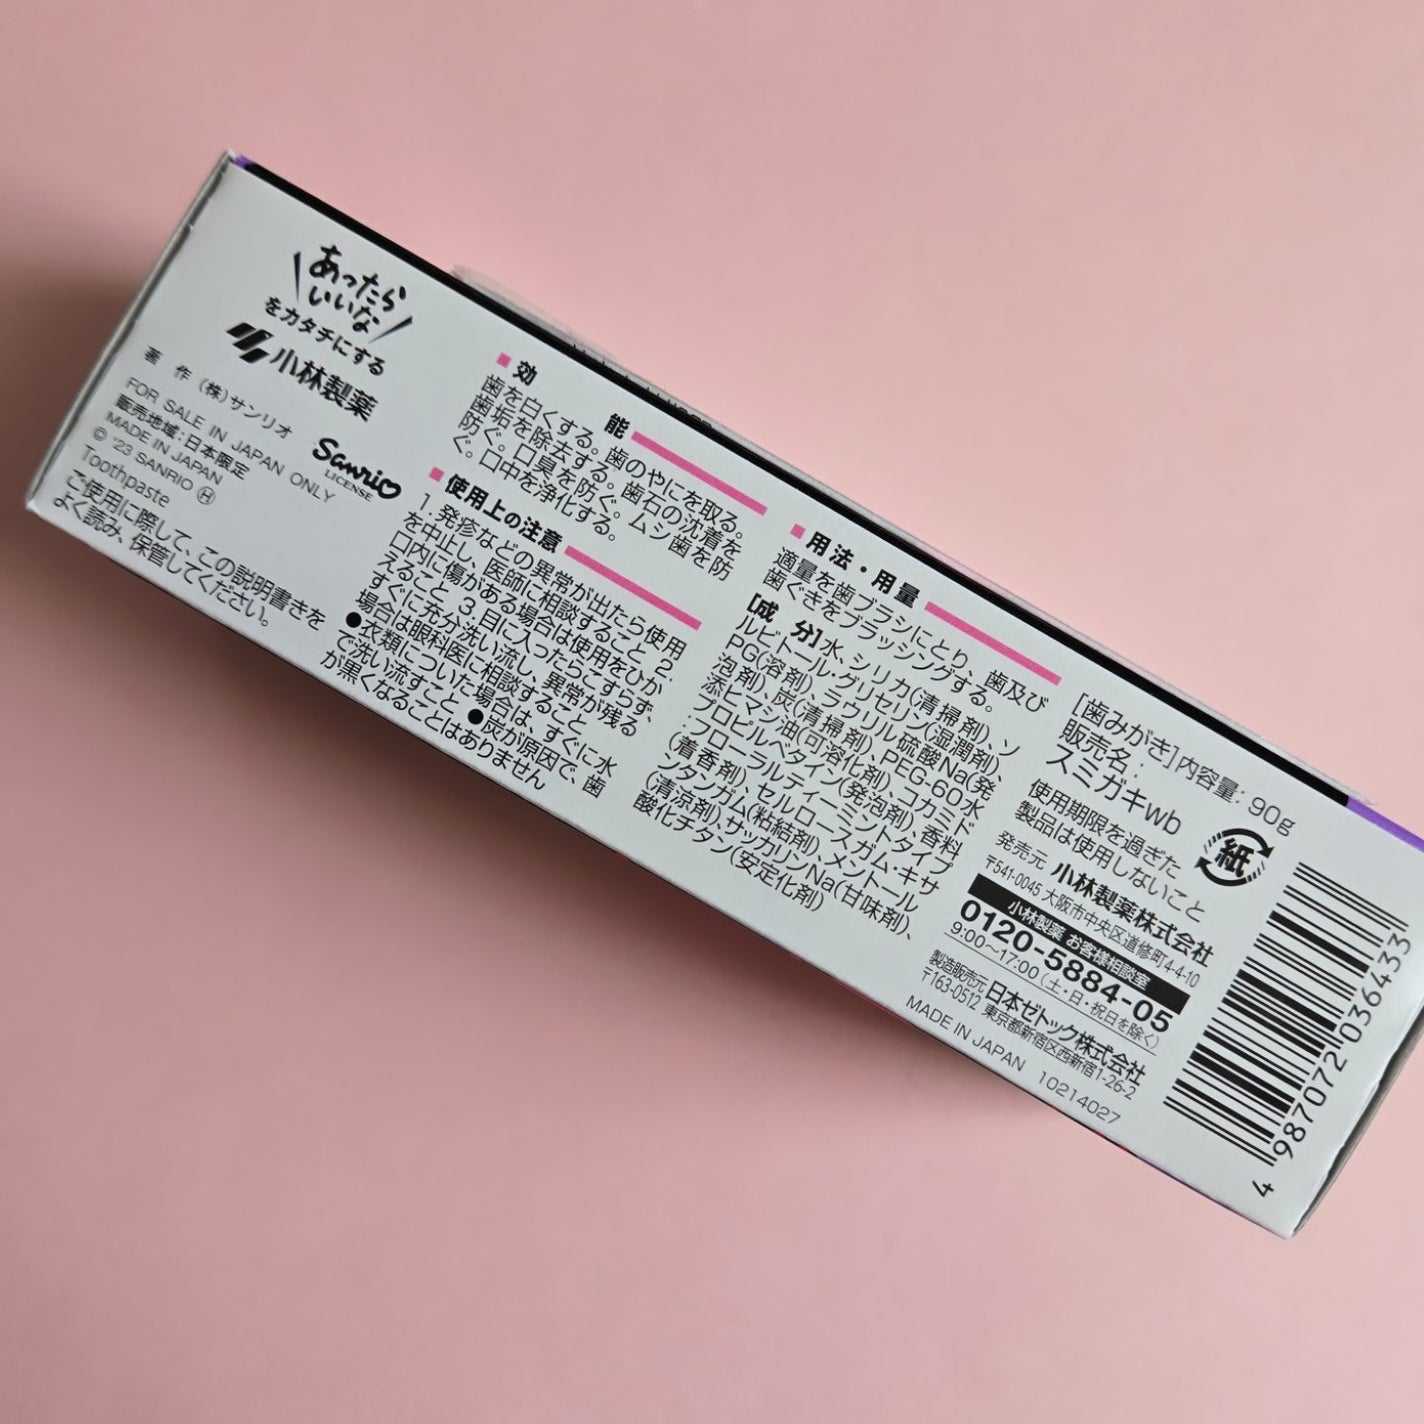 あったら
いいな
をカタチにする
小林製薬
著　作 (株)サンリオ
FOR SALE IN JAPAN ONLY
販売地域:日本限定
MADE IN JAPAN
© '23 SANRIO Ⓗ
Toothpaste
ご使用に際して、この説明書きを
よく読み、保管してください。
Sanrio
LICENSE
■効　能
歯を白くする。歯のやにを取る。
歯垢を除去する。歯石の沈着を
防ぐ。口臭を防ぐ。ムシ歯を防
ぐ。口中を浄化する。
■使用上の注意
1.発疹などの異常が出たら使用
を中止し、医師に相談すること 2.
口内に傷がある場合は使用をひか
えること 3.目に入ったらこすらず、
すぐに充分洗い流し、異常が残る
場合は眼科医に相談すること
●衣類についた場合は、すぐに水
で洗い流すこと ●炭が原因で、歯
が黒くなることはありません
■用法・用量
適量を歯ブラシにとり、歯及び
歯ぐきをブラッシングする。
[成　分]水、シリカ(清掃剤)、ソ
ルビトール・グリセリン(湿潤剤)、
PG(溶剤)、ラウリル硫酸Na(発
泡剤)、炭(清掃剤)、PEG-60水
添ヒマシ油(可溶化剤)、コカミド
プロピルベタイン(発泡剤)、香料
:フローラルティーミントタイプ
(着香剤)、セルロースガム・キサ
ンタンガム(粘結剤)、メントール
(清涼剤)、サッカリンNa(甘味剤)、
酸化チタン(安定化剤)
[歯みがき]内容量: 90g
販売名:
スミガキwb
使用期限を過ぎた
製品は使用しないこと
紙
発売元 小林製薬株式会社
〒541-0045 大阪市中央区道修町4-4-10
小林製薬 お客様相談室
0120-5884-05
9:00～17:00(土・日・祝日を除く)
製造販売元 日本ゼトック株式会社
〒163-0512 東京都新宿区西新宿1-26-2
MADE IN JAPAN 10214027
4 987072 036433